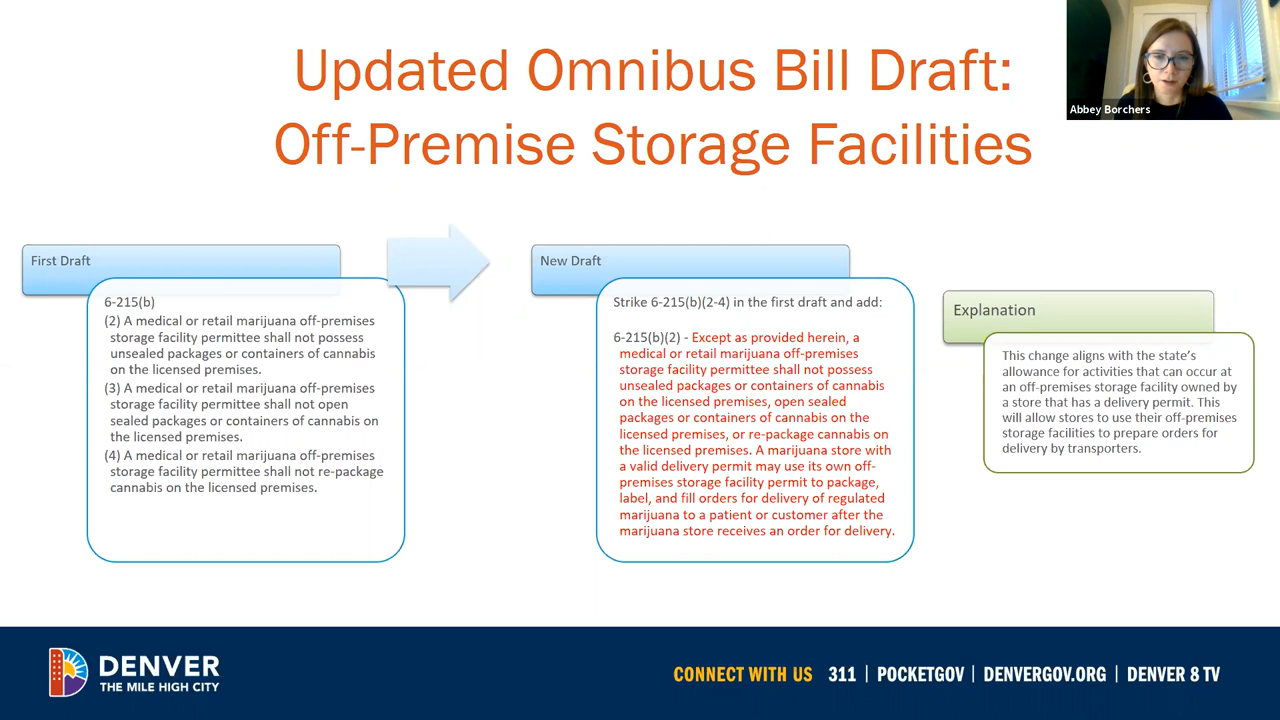 Updated Omnibus Bill Draft:
Off-Premise Storage Facilities
Abbey Borchers
First Draft
6-215(b)
(2) A medical or retail marijuana off-premises
storage facility permittee shall not possess
unsealed packages or containers of cannabis
on the licensed premises.
(3) A medical or retail marijuana off-premises
storage facility permittee shall not open
sealed packages or containers of cannabis on
the licensed premises.
(4) A medical or retail marijuana off-premises
storage facility permittee shall not re-package
cannabis on the licensed premises.
New Draft
Strike 6-215(b)(2-4) in the first draft and add:
6-215(b)(2) - Except as provided herein, a
medical or retail marijuana off-premises
storage facility permittee shall not possess
unsealed packages or containers of cannabis
on the licensed premises, open sealed
packages or containers of cannabis on the
licensed premises, or re-package cannabis on
the licensed premises. A marijuana store with
a valid delivery permit may use its own off-
premises storage facility permit to package,
label, and fill orders for delivery of regulated
marijuana to a patient or customer after the
marijuana store receives an order for delivery.
Explanation
This change aligns with the state's
allowance for activities that can occur at
an off-premises storage facility owned by
a store that has a delivery permit. This
will allow stores to use their off-premises
storage facilities to prepare orders for
delivery by transporters.
DENVER
THE MILE HIGH CITY
CONNECT WITH US 311 | POCKETGOV | DENVERGOV.ORG | DENVER 8 TV